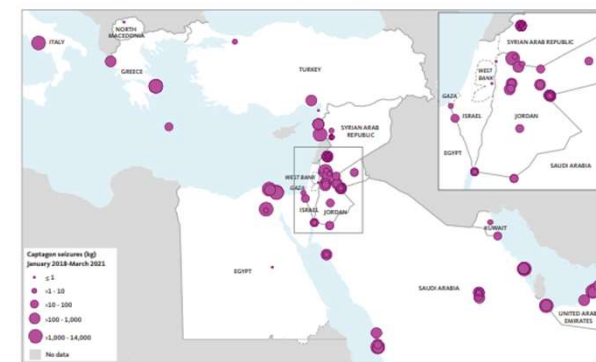 NORTH
MACEDONIA
ITALY
GREECE
TURKEY
SYRIAN ARAB
REPUBLIC
WEST BANK
GAZA
ISRAEL
JORDAN
EGYPT
SAUDI ARABIA
KUWAIT
UNITED ARAB
EMIRATES
SYRIAN ARAB REPUBLIC
WEST
BANK
GAZA
ISRAEL
JORDAN
EGYPT
SAUDI ARABIA
Captagon seizures (kg)
January 2018-March 2021
≤ 1
>1 - 10
>10 - 100
>100 - 1,000
>1,000 - 14,000
No data